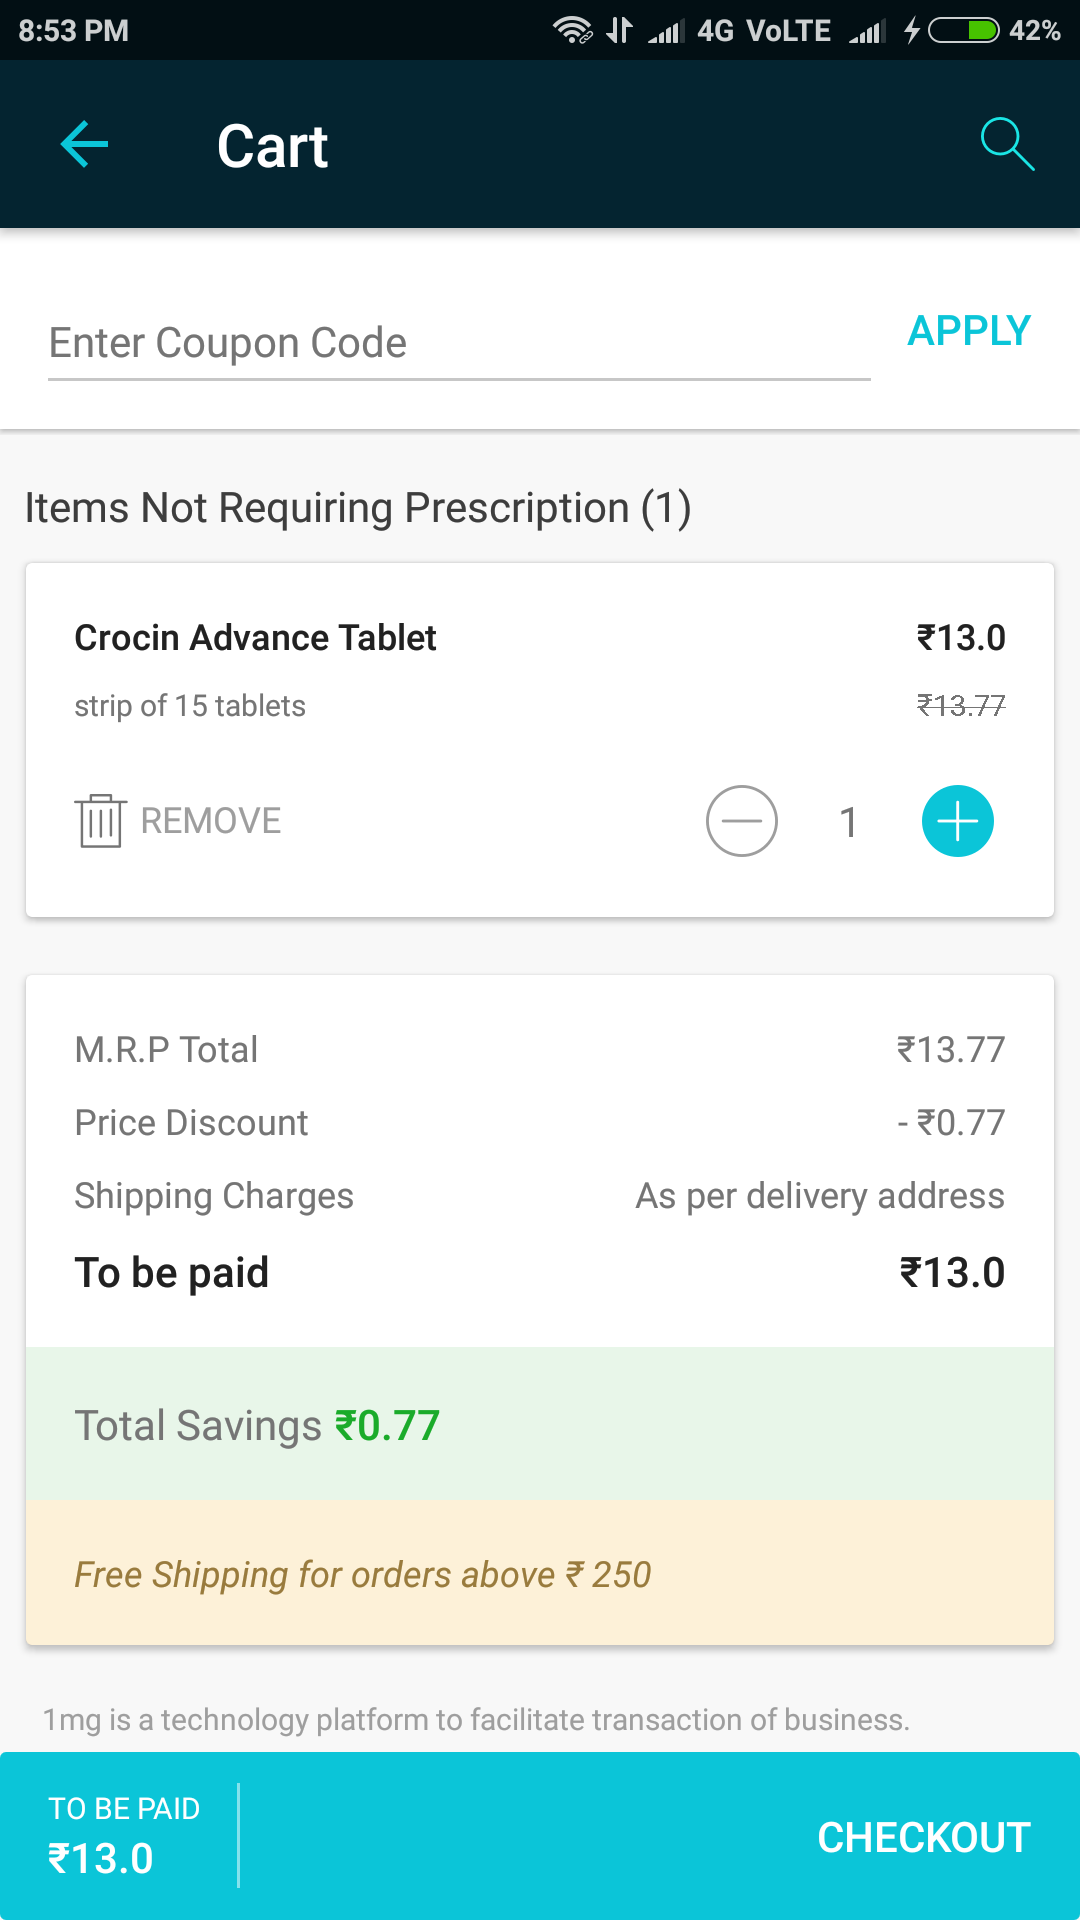 8:53 PM 4G VoLTE 42%
Cart
Enter Coupon Code APPLY
Items Not Requiring Prescription (1)
Crocin Advance Tablet ₹13.0
strip of 15 tablets ₹13.77
REMOVE 1
M.R.P Total ₹13.77
Price Discount - ₹0.77
Shipping Charges As per delivery address
To be paid ₹13.0
Total Savings ₹0.77
Free Shipping for orders above ₹ 250
1mg is a technology platform to facilitate transaction of business.
TO BE PAID
₹13.0 CHECKOUT